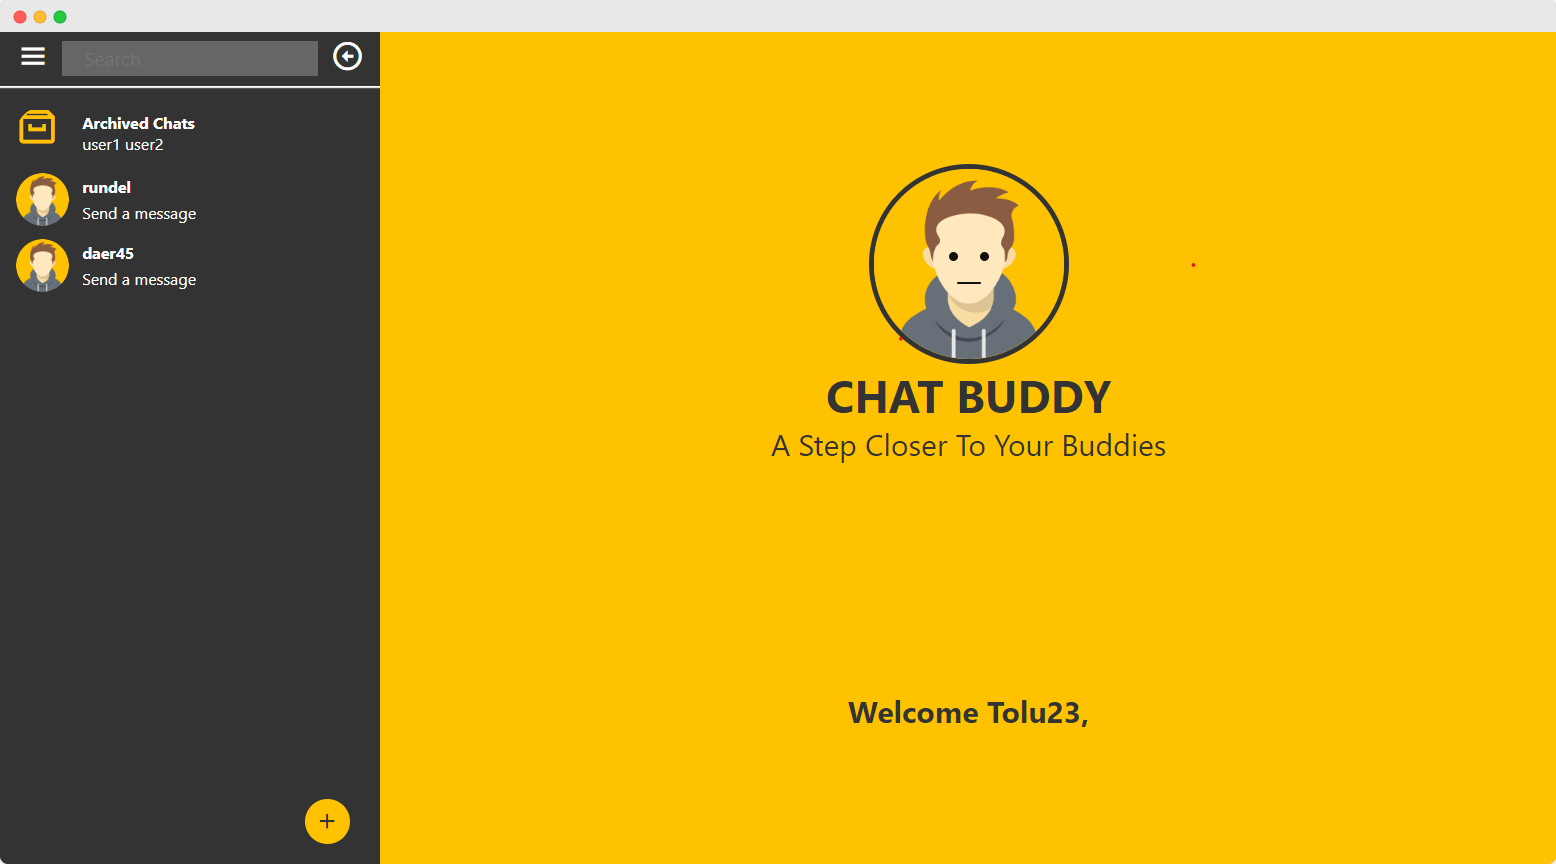 Search
Archived Chats
user1 user2
rundel
Send a message
daer45
Send a message
CHAT BUDDY
A Step Closer To Your Buddies
Welcome Tolu23,